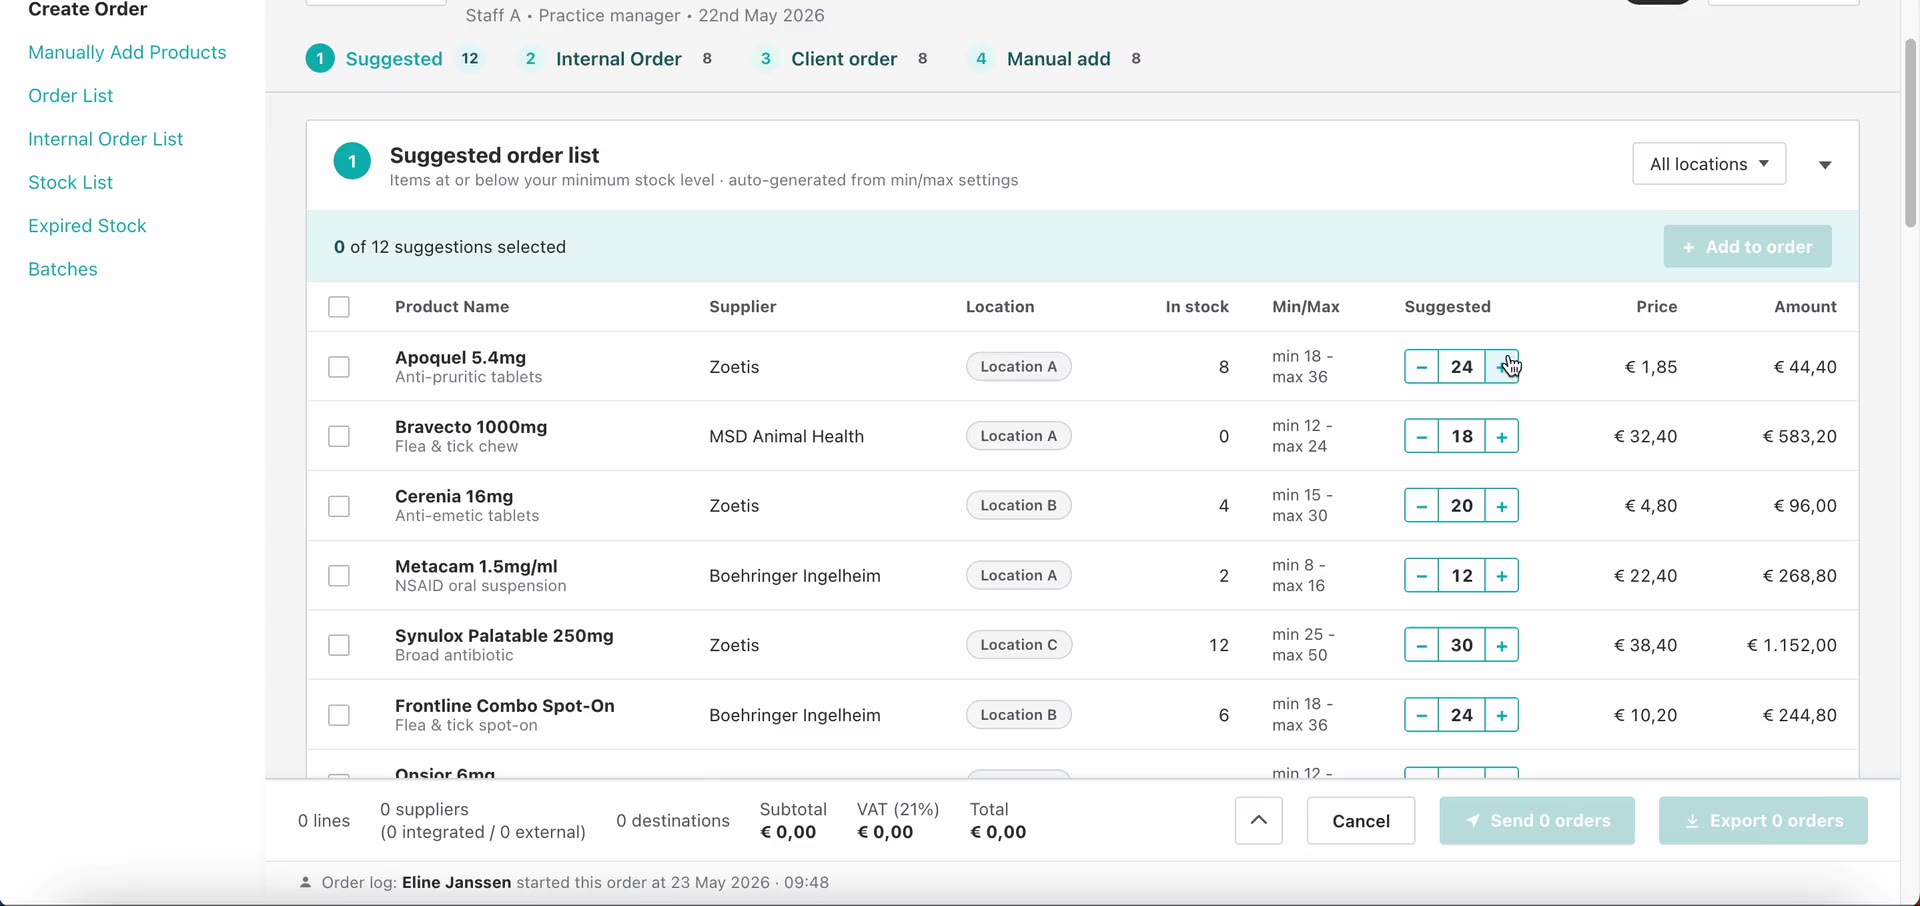 Create Order
Manually Add Products
Order List
Internal Order List
Stock List
Expired Stock
Batches
Staff A • Practice manager • 22nd May 2026
1 Suggested 12 2 Internal Order 8 3 Client order 8 4 Manual add 8
1 Suggested order list
Items at or below your minimum stock level · auto-generated from min/max settings
All locations
0 of 12 suggestions selected
+ Add to order
Product Name Supplier Location In stock Min/Max Suggested Price Amount
Apoquel 5.4mg
Anti-pruritic tablets
Zoetis Location A 8
min 18 -
max 36
− 24 + € 1,85 € 44,40
Bravecto 1000mg
Flea & tick chew
MSD Animal Health Location A 0
min 12 -
max 24
− 18 + € 32,40 € 583,20
Cerenia 16mg
Anti-emetic tablets
Zoetis Location B 4
min 15 -
max 30
− 20 + € 4,80 € 96,00
Metacam 1.5mg/ml
NSAID oral suspension
Boehringer Ingelheim Location A 2
min 8 -
max 16
− 12 + € 22,40 € 268,80
Synulox Palatable 250mg
Broad antibiotic
Zoetis Location C 12
min 25 -
max 50
− 30 + € 38,40 € 1.152,00
Frontline Combo Spot-On
Flea & tick spot-on
Boehringer Ingelheim Location B 6
min 18 -
max 36
− 24 + € 10,20 € 244,80
Onsior 6mg
min 12 -
0 lines
0 suppliers
(0 integrated / 0 external)
0 destinations
Subtotal
€ 0,00
VAT (21%)
€ 0,00
Total
€ 0,00
Cancel
Send 0 orders
Export 0 orders
Order log: Eline Janssen started this order at 23 May 2026 · 09:48